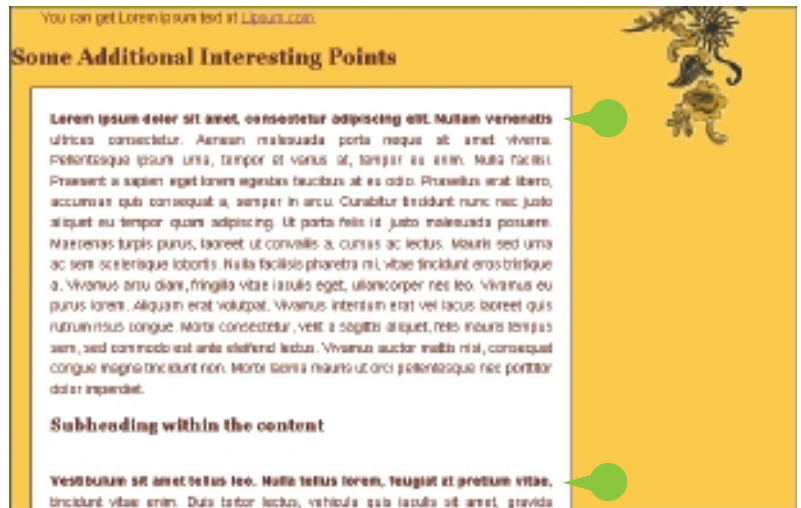 You can get Lorem Ipsum text at Lipsum.com.
Some Additional Interesting Points
Lorem ipsum dolor sit amet, consectetur adipiscing elit. Nullam venenatis
ultrices consectetur. Aenean malesuada porta neque sit amet viverra.
Pellentesque ipsum urna, tempor et varius at, tempor eu enim. Nulla facilisi.
Praesent a sapien eget lorem egestas faucibus at eu odio. Phasellus erat libero,
accumsan quis consequat a, semper in arcu. Curabitur tincidunt nunc nec justo
aliquet eu tempor quam adipiscing. Ut porta felis id justo malesuada posuere.
Maecenas turpis purus, laoreet ut convallis a, cursus ac lectus. Mauris sed urna
ac sem scelerisque lobortis. Nulla facilisis pharetra mi, vitae tincidunt eros tristique
a. Vivamus arcu diam, fringilla vitae iaculis eget, ullamcorper nec leo. Vivamus eu
purus lorem. Aliquam erat volutpat. Vivamus interdum erat vel lacus laoreet quis
rutrum risus congue. Morbi consectetur, velit a sagittis aliquet, felis mauris tempus
sem, sed commodo est ante eleifend lectus. Vivamus auctor mattis nisl, consequat
congue magna tincidunt non. Morbi lacinia mauris ut orci pellentesque nec porttitor
dolor imperdiet.
Subheading within the content
Vestibulum sit amet tellus leo. Nulla tellus lorem, feugiat at pretium vitae,
tincidunt vitae enim. Duis tortor lectus, vehicula quis iaculis sit amet, gravida